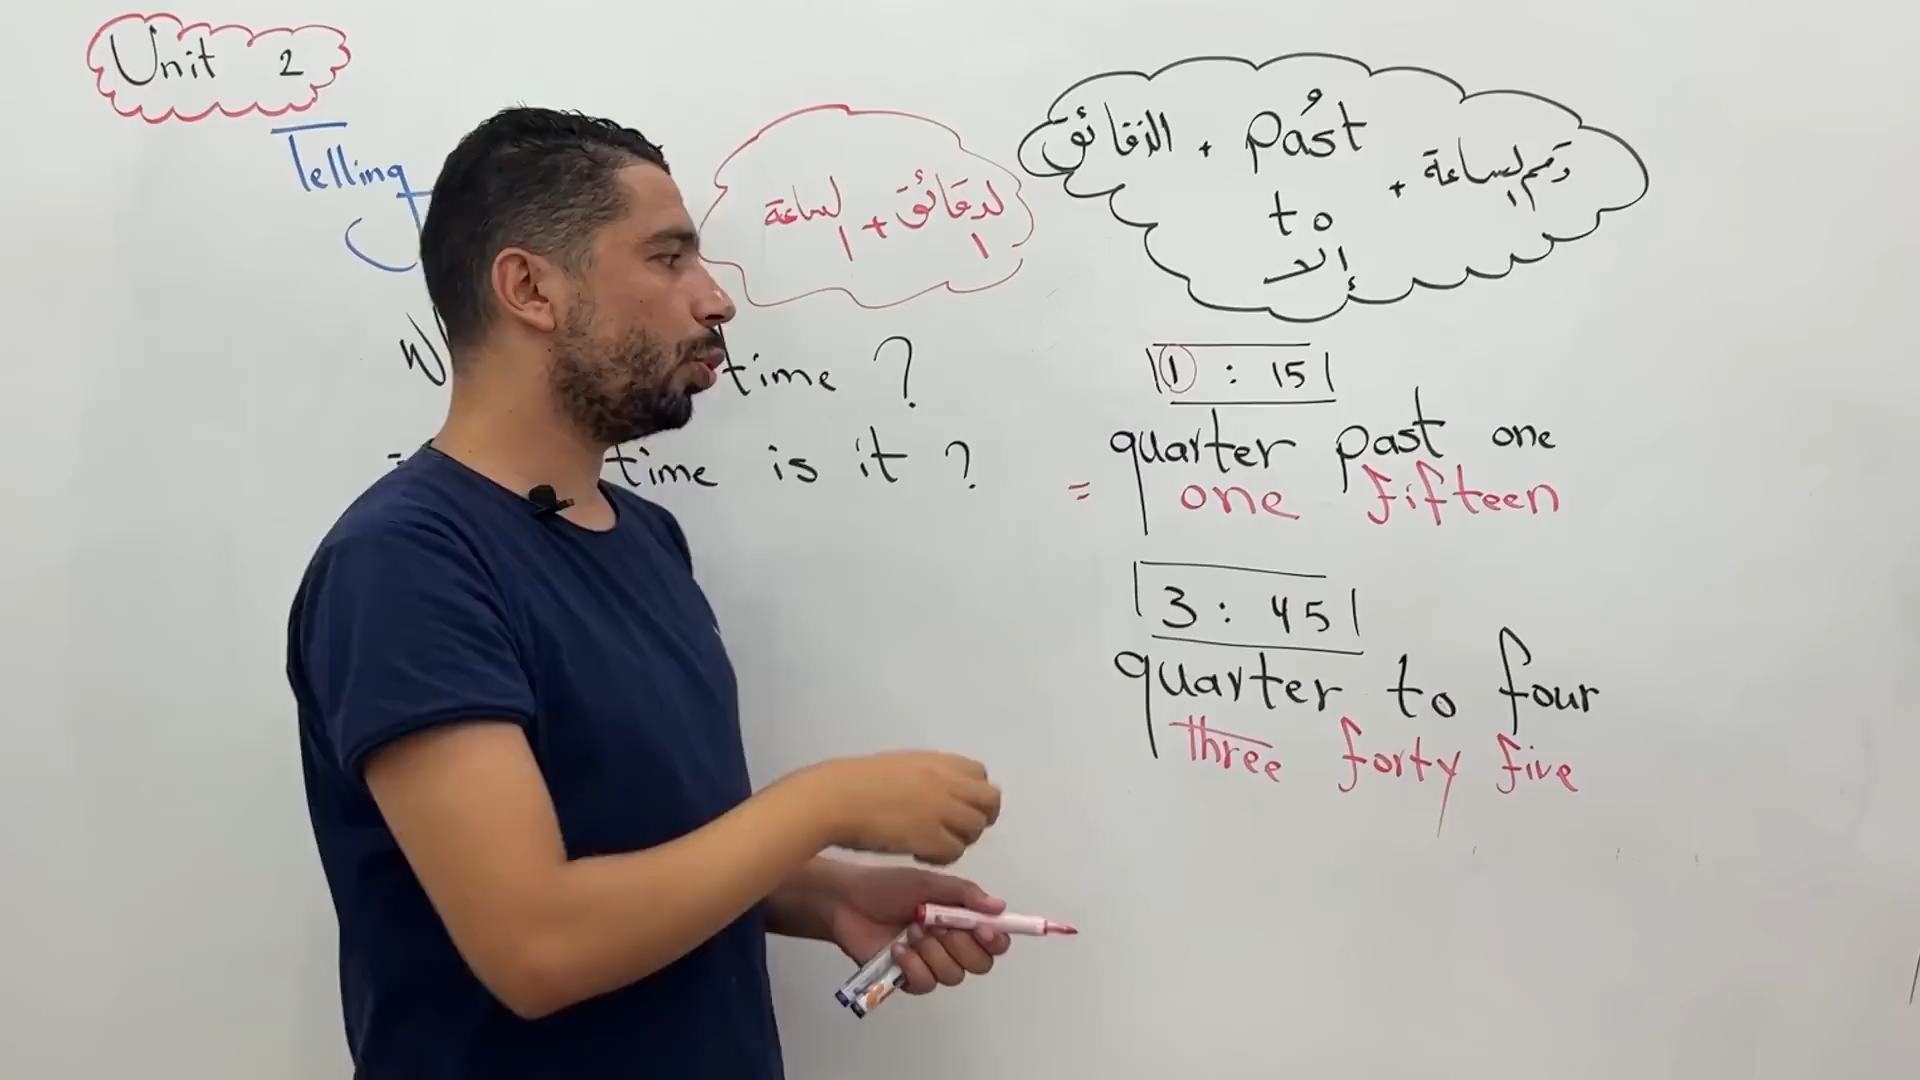 Unit 2
Telling
الدقائق + past + رقم الساعة
to
إلا
الساعة + الدقائق
time ?
= time is it ?
1 : 15
quarter past one
= one fifteen
3 : 45
quarter to four
three forty five